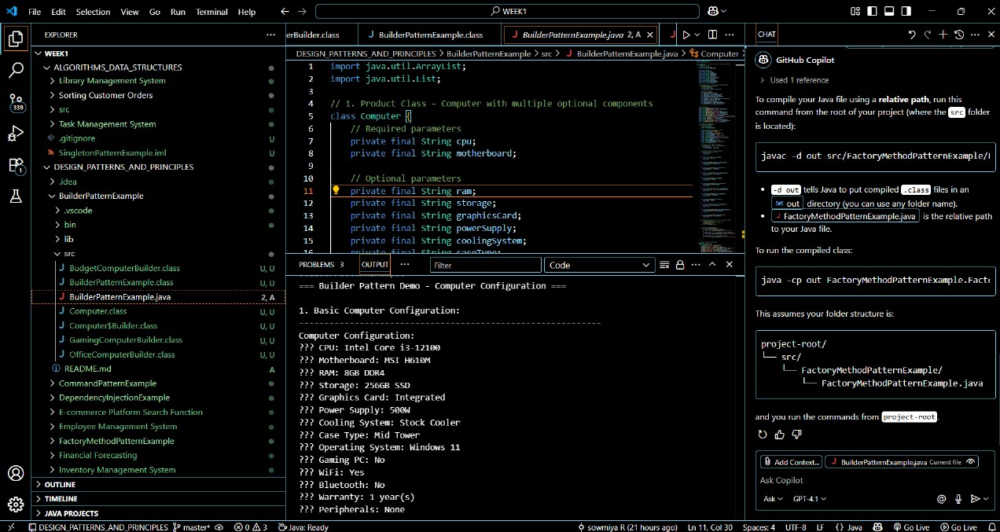 File Edit Selection View Go Run Terminal Help WEEK1
EXPLORER
WEEK1
ALGORITHMS_DATA_STRUCTURES
Library Management System
Sorting Customer Orders
src
Task Management System
.gitignore U
SingletonPatternExample.iml U
DESIGN_PATTERNS_AND_PRINCIPLES
.idea
BuilderPatternExample
.vscode
bin
lib
src
BudgetComputerBuilder.class U, U
BuilderPatternExample.class U, U
BuilderPatternExample.java 2, A
Computer.class U, U
Computer$Builder.class U, U
GamingComputerBuilder.class U, U
OfficeComputerBuilder.class U, U
README.md A
CommandPatternExample
DependencyInjectionExample
E-commerce Platform Search Function
Employee Management System
FactoryMethodPatternExample
Financial Forecasting
Inventory Management System
OUTLINE
TIMELINE
JAVA PROJECTS
339
1
erBuilder.class J BuilderPatternExample.class J BuilderPatternExample.java 2, A
DESIGN_PATTERNS_AND_PRINCIPLES > BuilderPatternExample > src > J BuilderPatternExample.java > Computer
1 import java.util.ArrayList;
2 import java.util.List;
3
4 // 1. Product Class - Computer with multiple optional components
5 class Computer {
6 // Required parameters
7 private final String cpu;
8 private final String motherboard;
9
10 // Optional parameters
11 private final String ram;
12 private final String storage;
13 private final String graphicsCard;
14 private final String powerSupply;
15 private final String coolingSystem;
16 private final String caseType;
PROBLEMS 3 OUTPUT Filter Code
=== Builder Pattern Demo - Computer Configuration ===
1. Basic Computer Configuration:
------------------------------------------------------------
Computer Configuration:
??? CPU: Intel Core i3-12100
??? Motherboard: MSI H610M
??? RAM: 8GB DDR4
??? Storage: 256GB SSD
??? Graphics Card: Integrated
??? Power Supply: 500W
??? Cooling System: Stock Cooler
??? Case Type: Mid Tower
??? Operating System: Windows 11
??? Gaming PC: No
??? WiFi: Yes
??? Bluetooth: No
??? Warranty: 1 year(s)
??? Peripherals: None
CHAT
GitHub Copilot
Used 1 reference
To compile your Java file using a relative path, run this
command from the root of your project (where the src folder
is located):
javac -d out src/FactoryMethodPatternExample/
-d out tells Java to put compiled .class files in an
out directory (you can use any folder name).
FactoryMethodPatternExample.java is the relative path
to your Java file.
To run the compiled class:
java -cp out FactoryMethodPatternExample.Facto
This assumes your folder structure is:
project-root/
└── src/
└── FactoryMethodPatternExample/
└── FactoryMethodPatternExample.java
and you run the commands from project-root.
Add Context... J BuilderPatternExample.java Current file
Ask Copilot
Ask GPT-4.1
DESIGN_PATTERNS_AND_PRINCIPLES master* 0 3 Java: Ready sowmiya R (21 hours ago) Ln 11, Col 30 Spaces: 4 UTF-8 LF {} Java Go Live Go Live